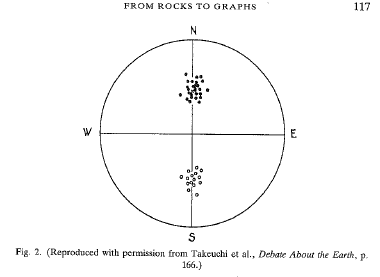 FROM ROCKS TO GRAPHS 117
N
W E
S
Fig. 2. (Reproduced with permission from Takeuchi et al., Debate About the Earth, p.
166.)